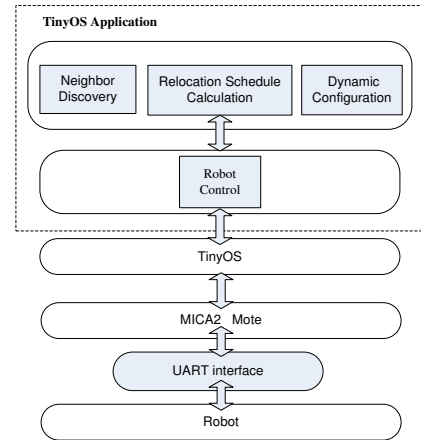 TinyOS Application
Neighbor
Discovery
Relocation Schedule
Calculation
Dynamic
Configuration
Robot
Control
TinyOS
MICA2 Mote
UART interface
Robot